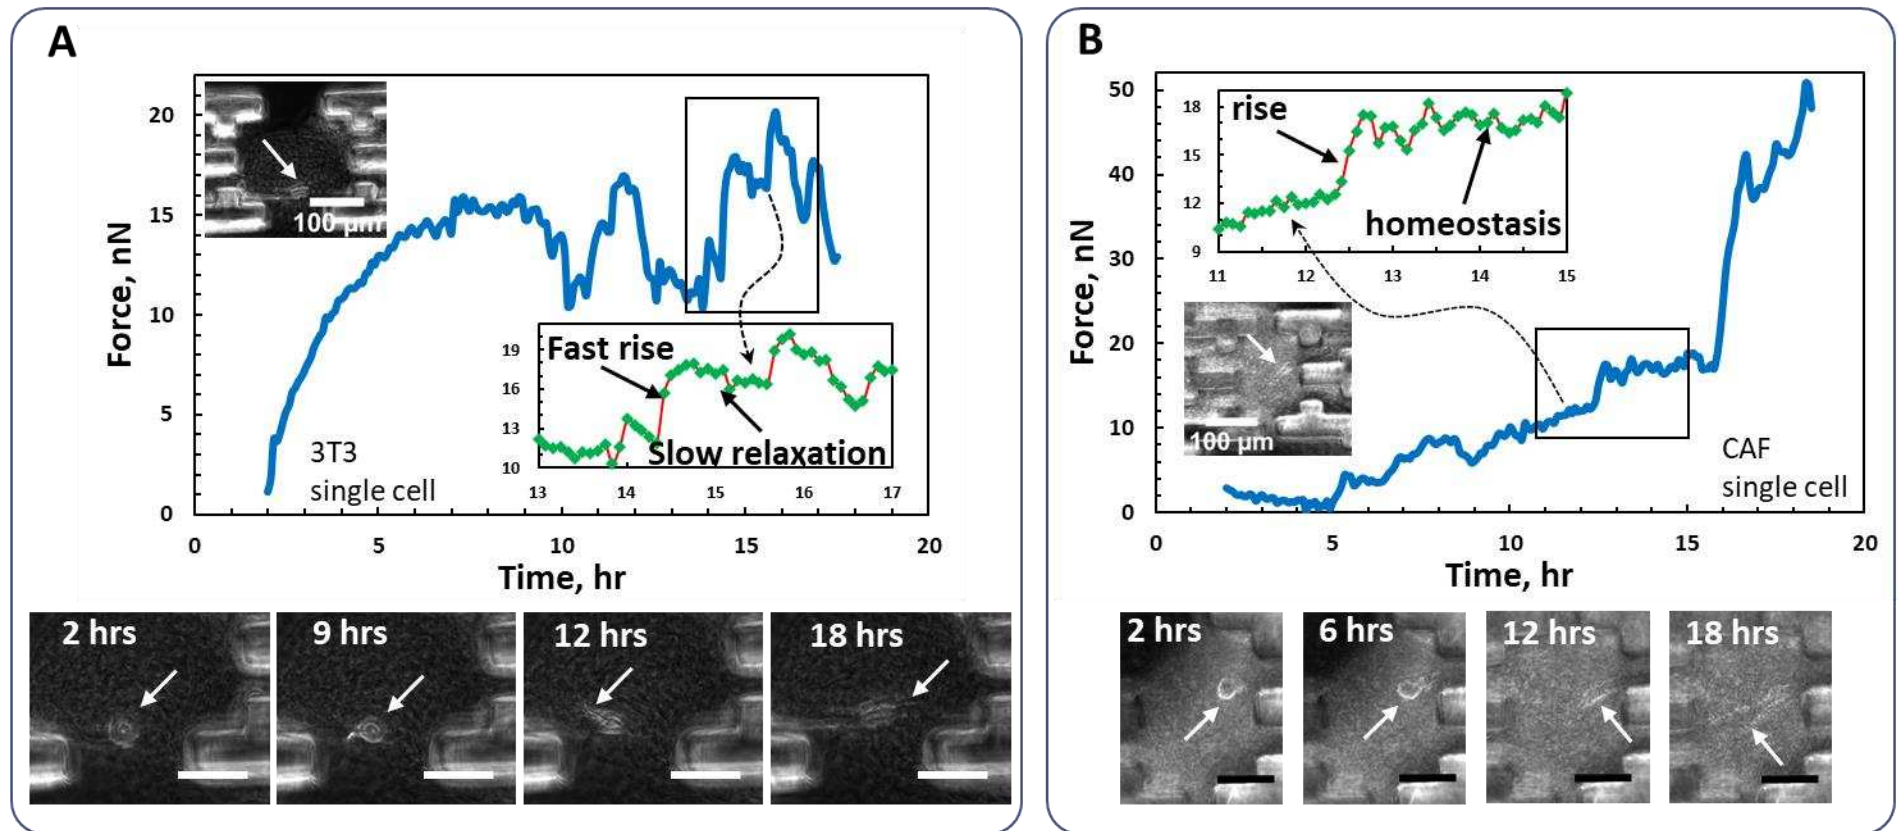 A
Force, nN
20
15
10
5
0
0
5
10
15
20
Time, hr
100 µm
3T3
single cell
Fast rise
Slow relaxation
19
16
13
10
13
14
15
16
17
2 hrs
9 hrs
12 hrs
18 hrs
B
Force, nN
50
40
30
20
10
0
0
5
10
15
20
Time, hr
rise
homeostasis
18
15
12
9
11
12
13
14
15
100 µm
CAF
single cell
2 hrs
6 hrs
12 hrs
18 hrs